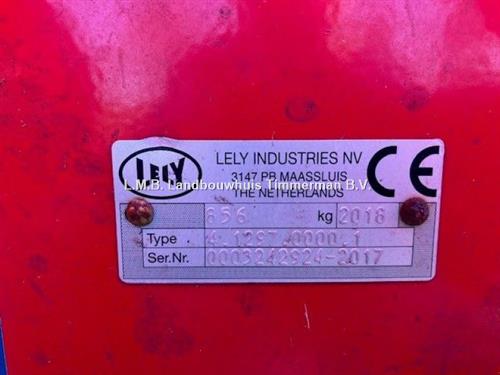 LELY
LELY INDUSTRIES NV
3147 PB MAASSLUIS
THE NETHERLANDS
CE
L.M.B. Landbouwhuis Timmerman B.V.
656 kg 2018
Type 4.1297.0000.1
Ser.Nr. 0003242924-2017